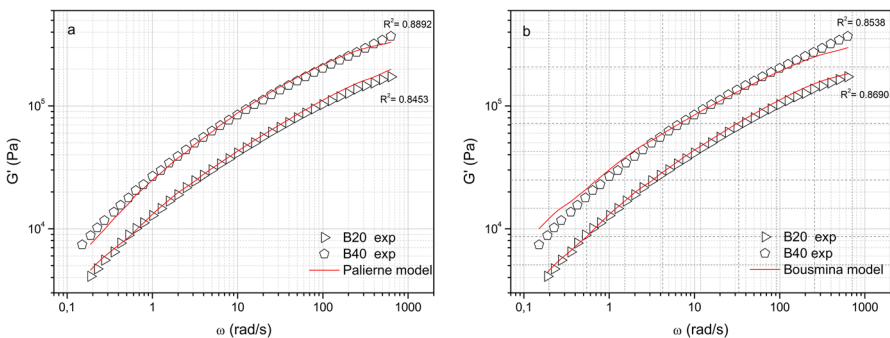 a
R²=0.8892
R²=0.8453
10⁵
10⁴
G' (Pa)
B20 exp
B40 exp
Palierne model
0,1 1 10 100 1000
ω (rad/s)
b
R²=0.8538
R²=0.8690
10⁵
10⁴
G' (Pa)
B20 exp
B40 exp
Bousmina model
0,1 1 10 100 1000
ω (rad/s)